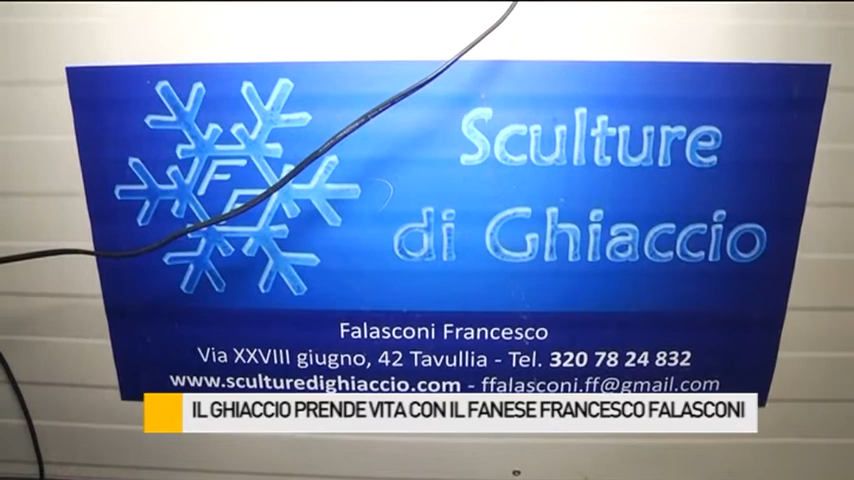 Sculture
di Ghiaccio
FF
Falasconi Francesco
Via XXVIII giugno, 42 Tavullia - Tel. 320 78 24 832
www.sculturedighiaccio.com - ffalasconi.ff@gmail.com
IL GHIACCIO PRENDE VITA CON IL FANESE FRANCESCO FALASCONI